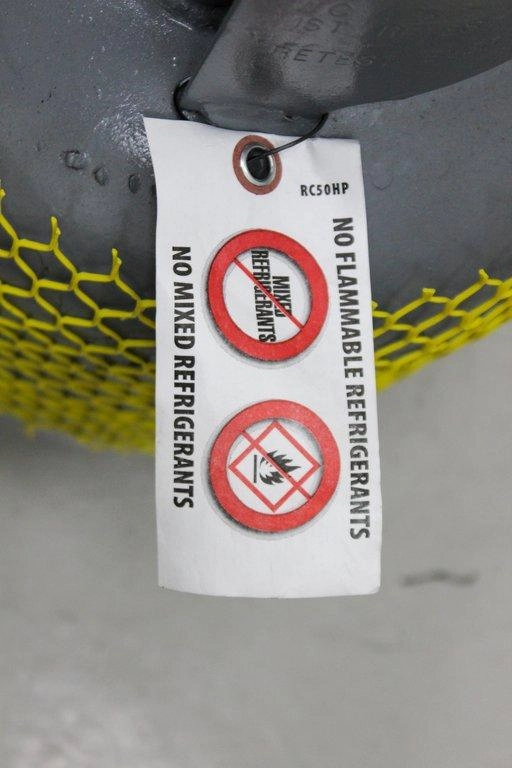 RC50HP
NO FLAMMABLE REFRIGERANTS
MIXED
REFRIGERANTS
NO MIXED REFRIGERANTS